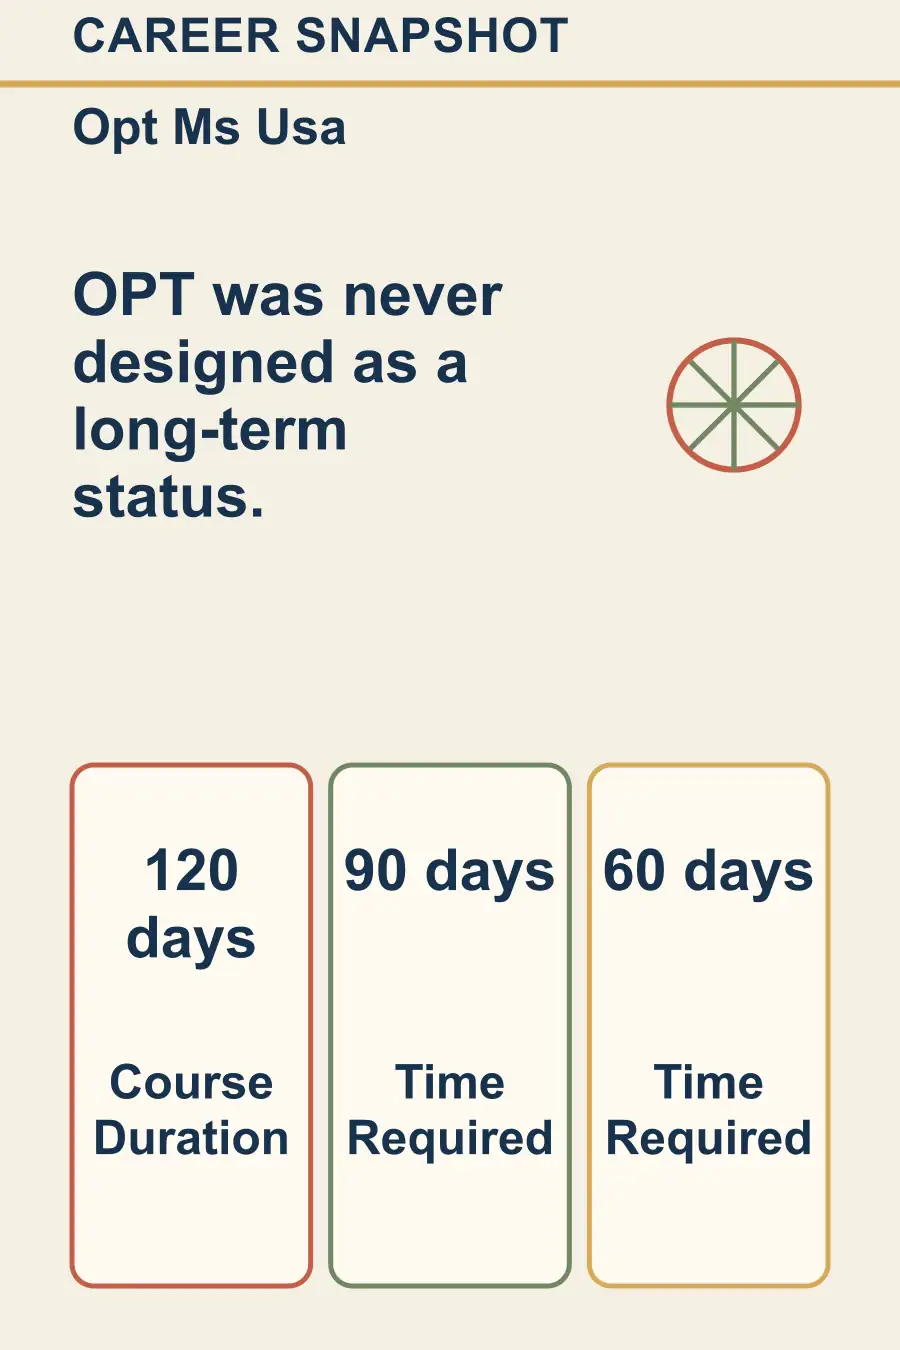 CAREER SNAPSHOT
Opt Ms Usa
OPT was never
designed as a
long-term
status.
120
days
Course
Duration
90 days
Time
Required
60 days
Time
Required